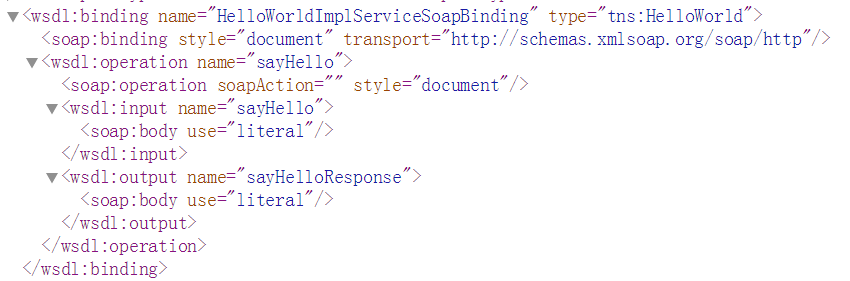 <wsdl:binding name="HelloWorldImplServiceSoapBinding" type="tns:HelloWorld">
<soap:binding style="document" transport="http://schemas.xmlsoap.org/soap/http"/>
<wsdl:operation name="sayHello">
<soap:operation soapAction="" style="document"/>
<wsdl:input name="sayHello">
<soap:body use="literal"/>
</wsdl:input>
<wsdl:output name="sayHelloResponse">
<soap:body use="literal"/>
</wsdl:output>
</wsdl:operation>
</wsdl:binding>